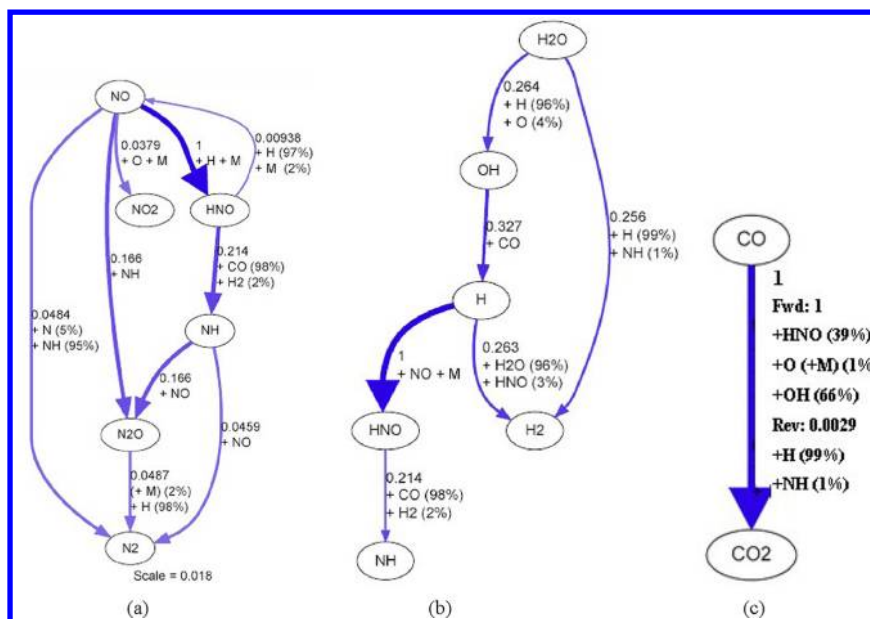 NO
0.0379
+ O + M
1
+ H + M
0.00938
+ H (97%)
+ M (2%)
NO2
HNO
0.166
+ NH
0.214
+ CO (98%)
+ H2 (2%)
0.0484
+ N (5%)
+ NH (95%)
NH
0.166
+ NO
0.0459
+ NO
N2O
0.0487
(+ M) (2%)
+ H (98%)
N2
Scale = 0.018
(a)
H2O
0.264
+ H (96%)
+ O (4%)
OH
0.256
+ H (99%)
+ NH (1%)
0.327
+ CO
H
1
+ NO + M
0.263
+ H2O (96%)
+ HNO (3%)
HNO
H2
0.214
+ CO (98%)
+ H2 (2%)
NH
(b)
CO
1
Fwd: 1
+HNO (39%)
+O (+M) (1%
+OH (66%)
Rev: 0.0029
+H (99%)
+NH (1%)
CO2
(c)